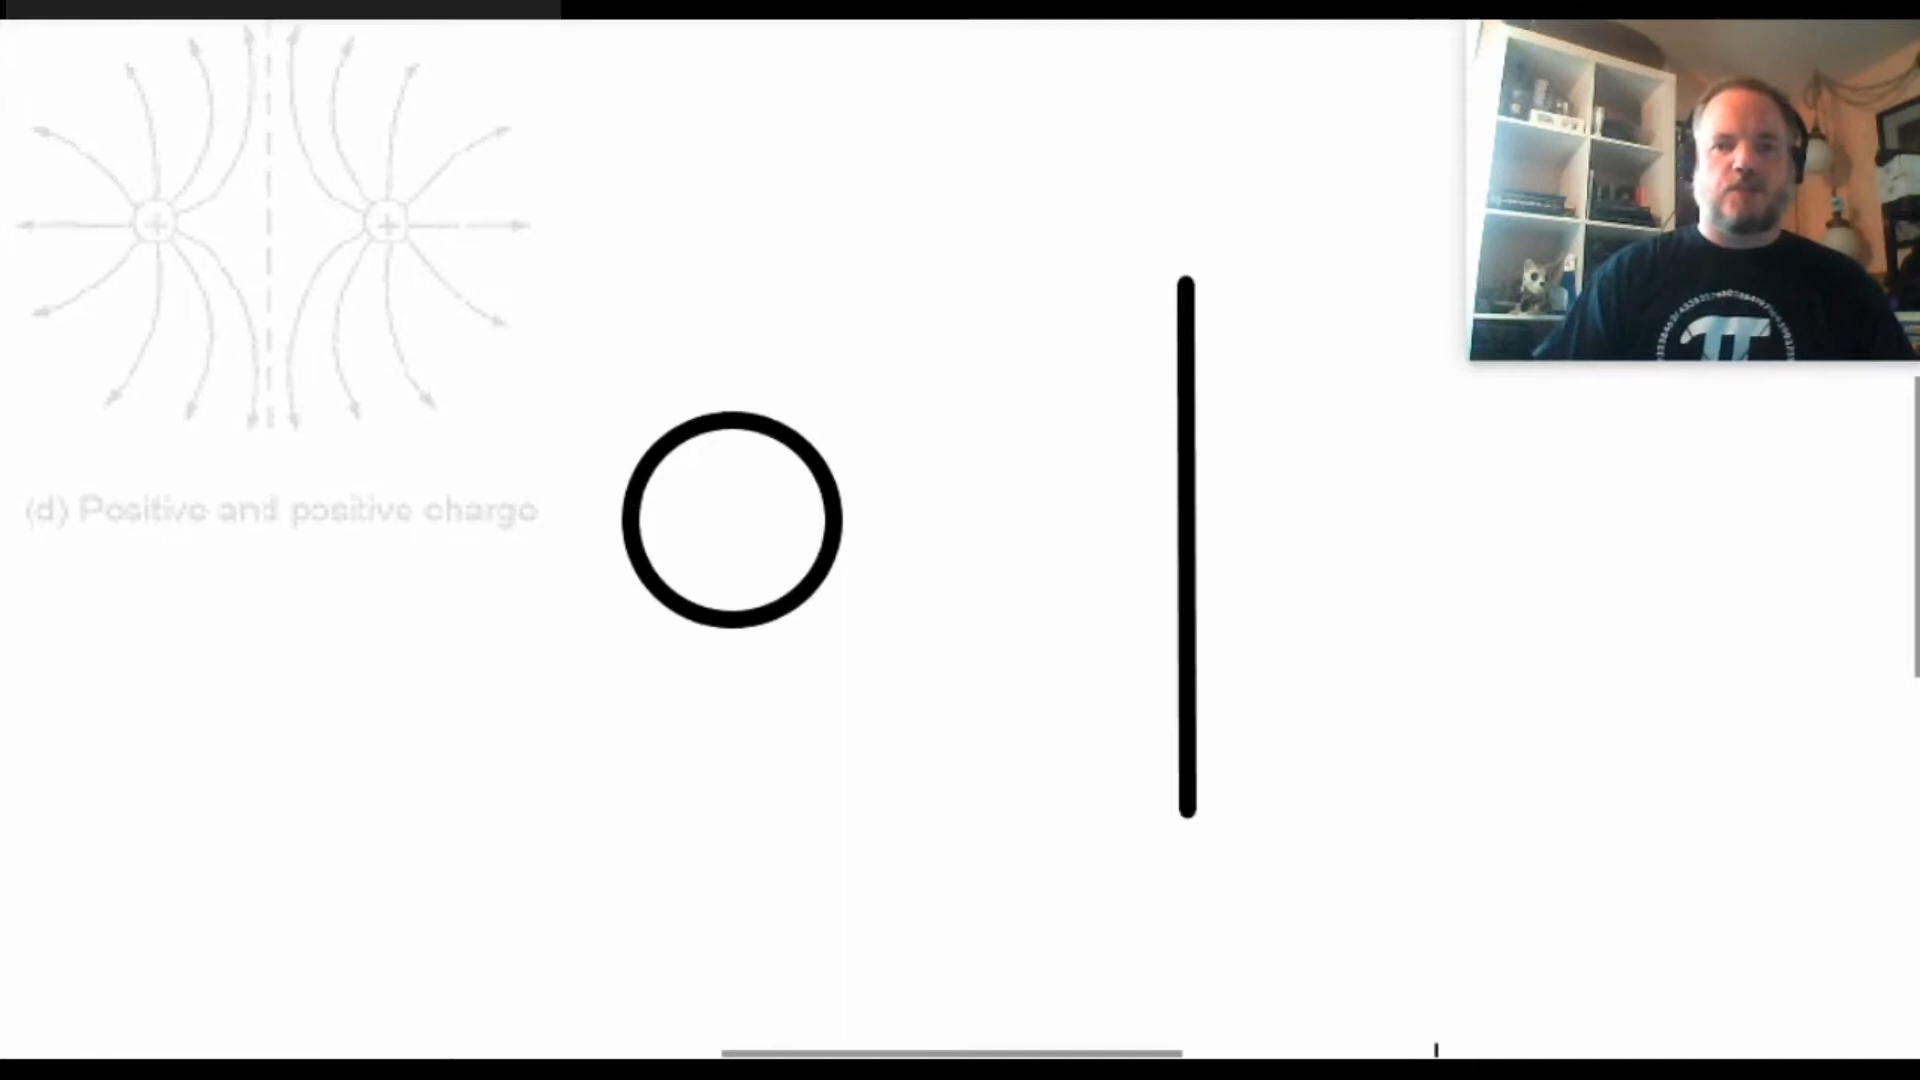 (d) Positive and positive charge
π